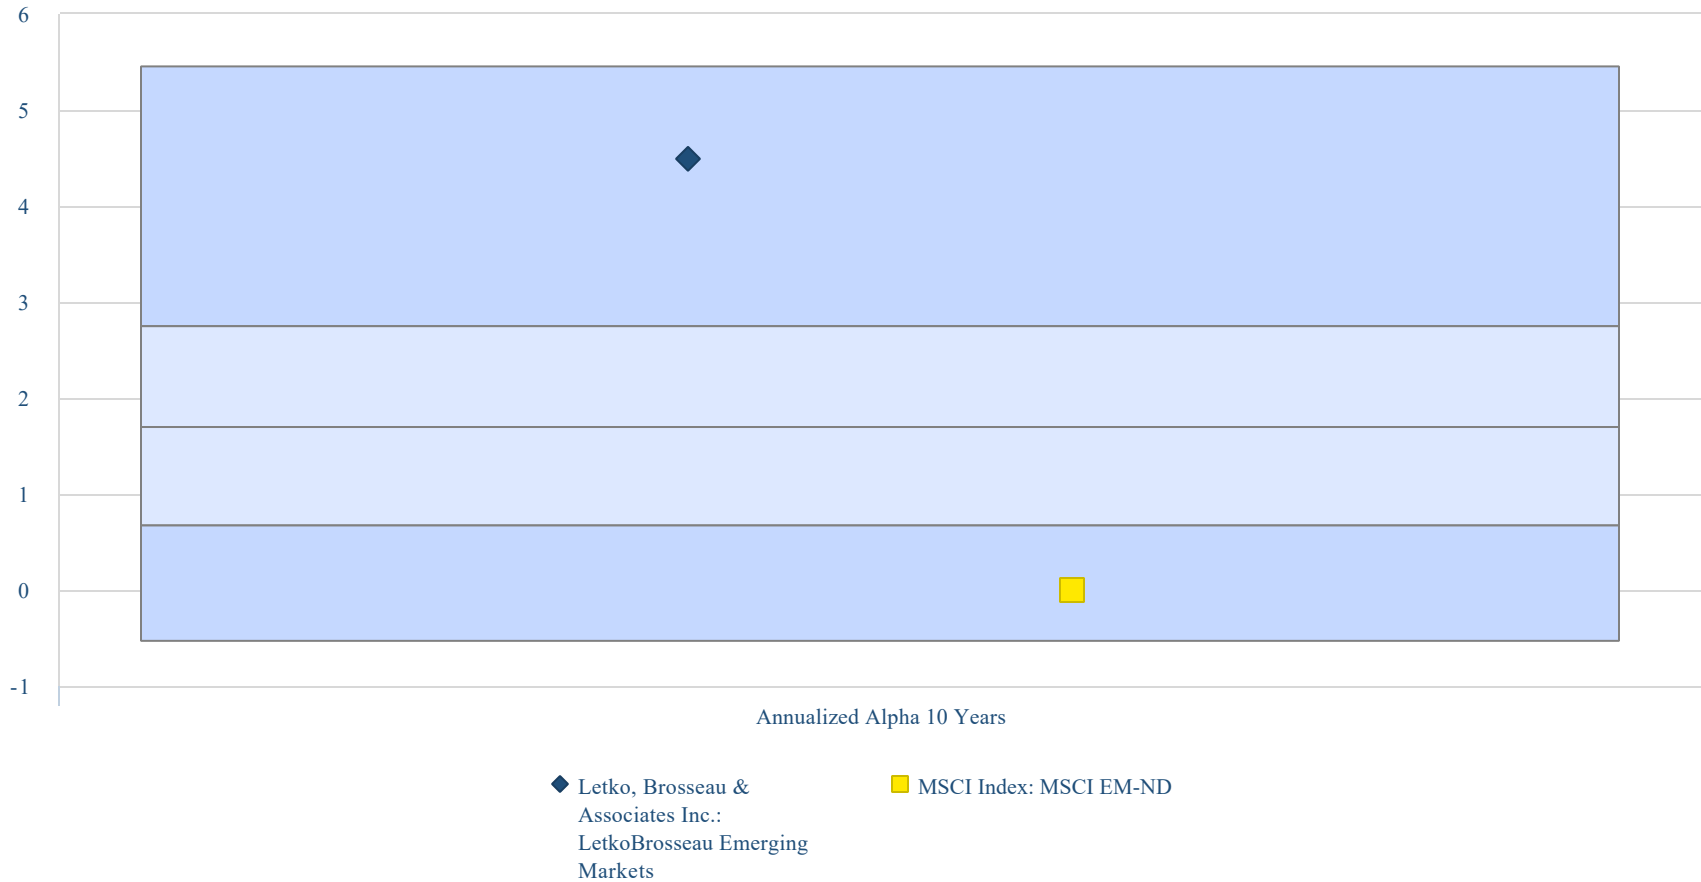 6
5
4
3
2
1
0
-1
Annualized Alpha 10 Years
Letko, Brosseau &
Associates Inc.:
LetkoBrosseau Emerging
Markets
MSCI Index: MSCI EM-ND